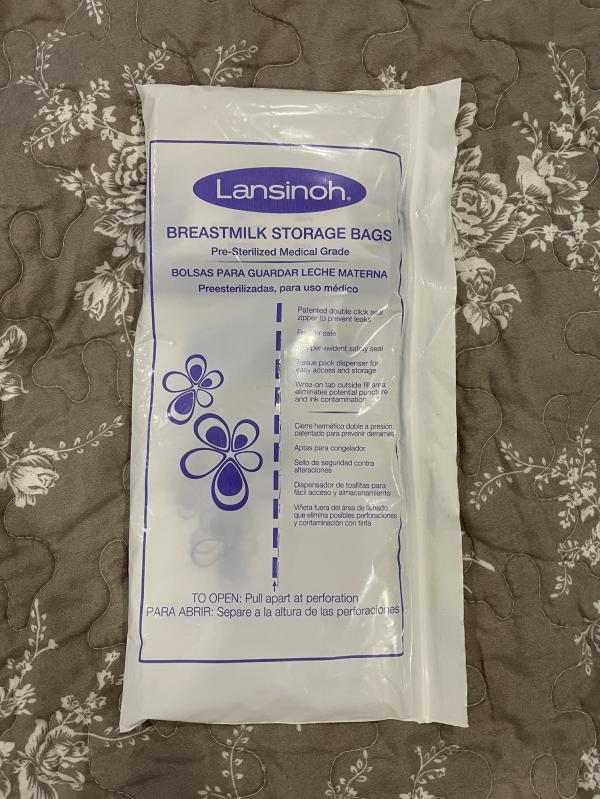 Lansinoh®
BREASTMILK STORAGE BAGS
Pre-Sterilized Medical Grade
BOLSAS PARA GUARDAR LECHE MATERNA
Preesterilizadas, para uso médico
Patented double click seal
zipper to prevent leaks
Freezer safe
Tamper-evident safety seal
Tissue pack dispenser for
easy access and storage
Write-on tab outside fill area
eliminates potential puncture
and ink contamination
Cierre hermético doble a presión
patentado para prevenir derrames
Aptas para congelador
Sello de seguridad contra
alteraciones
Dispensador de toallitas para
fácil acceso y almacenamiento
Viñeta fuera del área de llenado
que elimina posibles perforaciones
y contaminación con tinta
TO OPEN: Pull apart at perforation
PARA ABRIR: Separe a la altura de las perforaciones